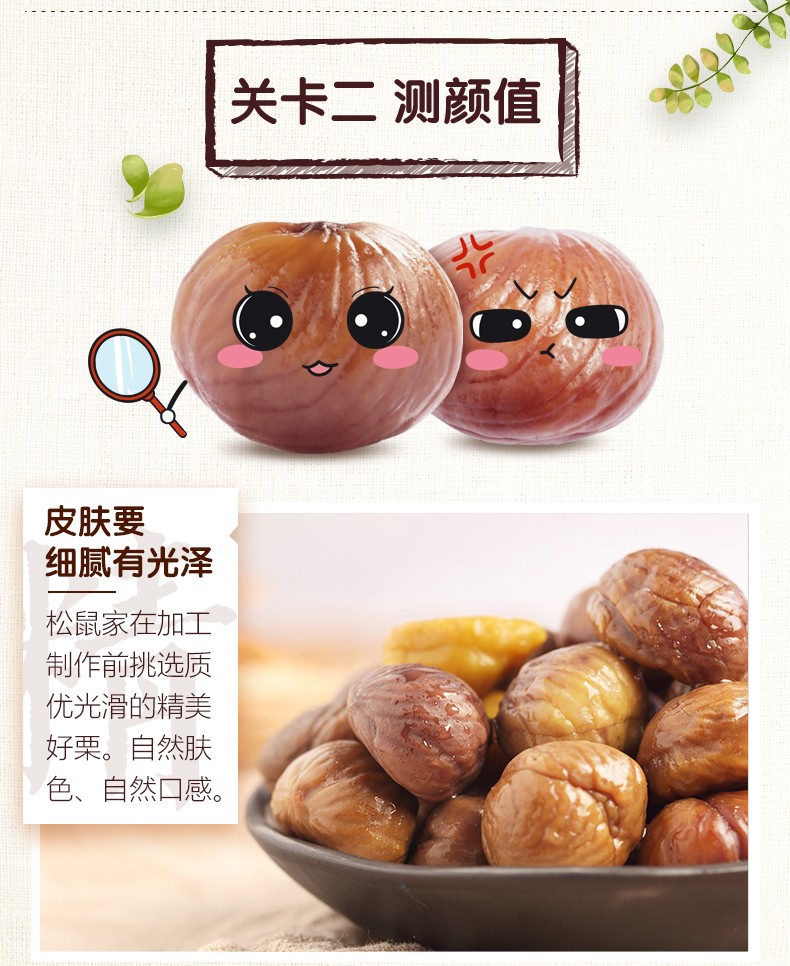 关卡二 测颜值
皮肤要
细腻有光泽
松鼠家在加工
制作前挑选质
优光滑的精美
好栗。自然肤
色、自然口感。